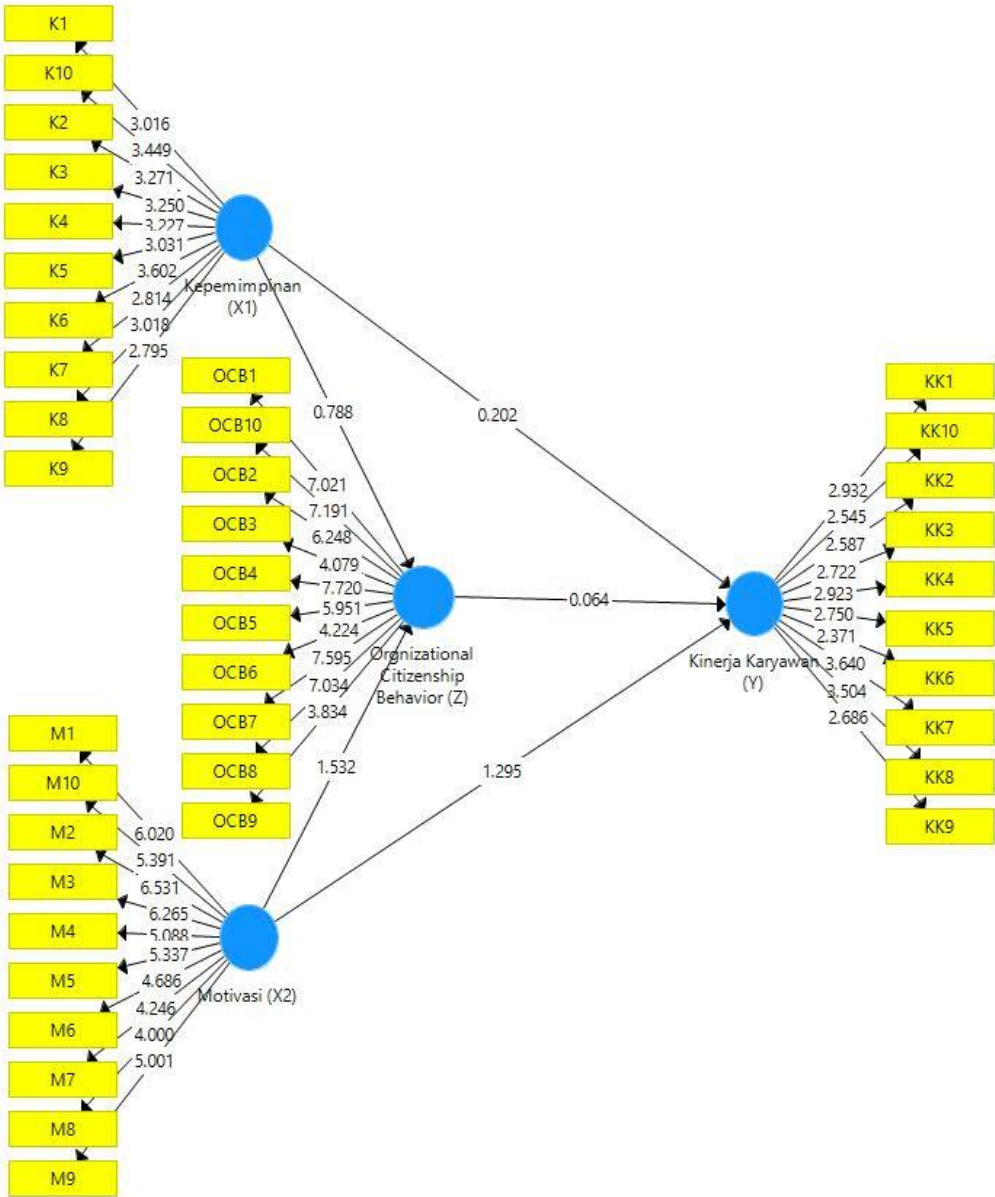 K1
K10
K2
K3
K4
K5
K6
K7
K8
K9
3.016
3.449
3.271
3.250
3.227
3.031
3.602
2.814
3.018
2.795
Kepemimpinan
(X1)
0.788
0.202
OCB1
OCB10
OCB2
OCB3
OCB4
OCB5
OCB6
OCB7
OCB8
OCB9
7.021
7.191
6.248
4.079
7.720
5.951
4.224
7.595
7.034
3.834
Orgnizational
Citizenship
Behavior (Z)
0.064
KK1
KK10
KK2
KK3
KK4
KK5
KK6
KK7
KK8
KK9
2.932
2.545
2.587
2.722
2.923
2.750
2.371
3.640
3.504
2.686
Kinerja Karyawan
(Y)
1.532
1.295
M1
M10
M2
M3
M4
M5
M6
M7
M8
M9
6.020
5.391
6.531
6.265
5.088
5.337
4.686
4.246
4.000
5.001
Motivasi (X2)